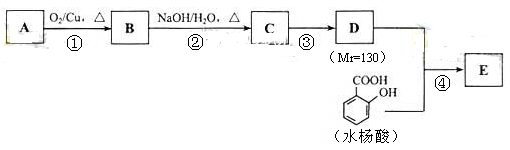 A O₂/Cu, △ B NaOH/H₂O, △ C D
① ② ③ (Mr=130) ④ E
COOH
OH
(水杨酸)